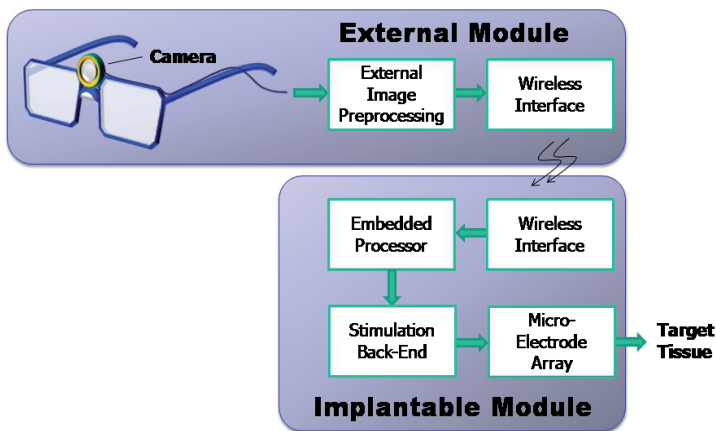 External Module
Camera
External
Image
Preprocessing
Wireless
Interface
Embedded
Processor
Wireless
Interface
Stimulation
Back-End
Micro-
Electrode
Array
Target
Tissue
Implantable Module